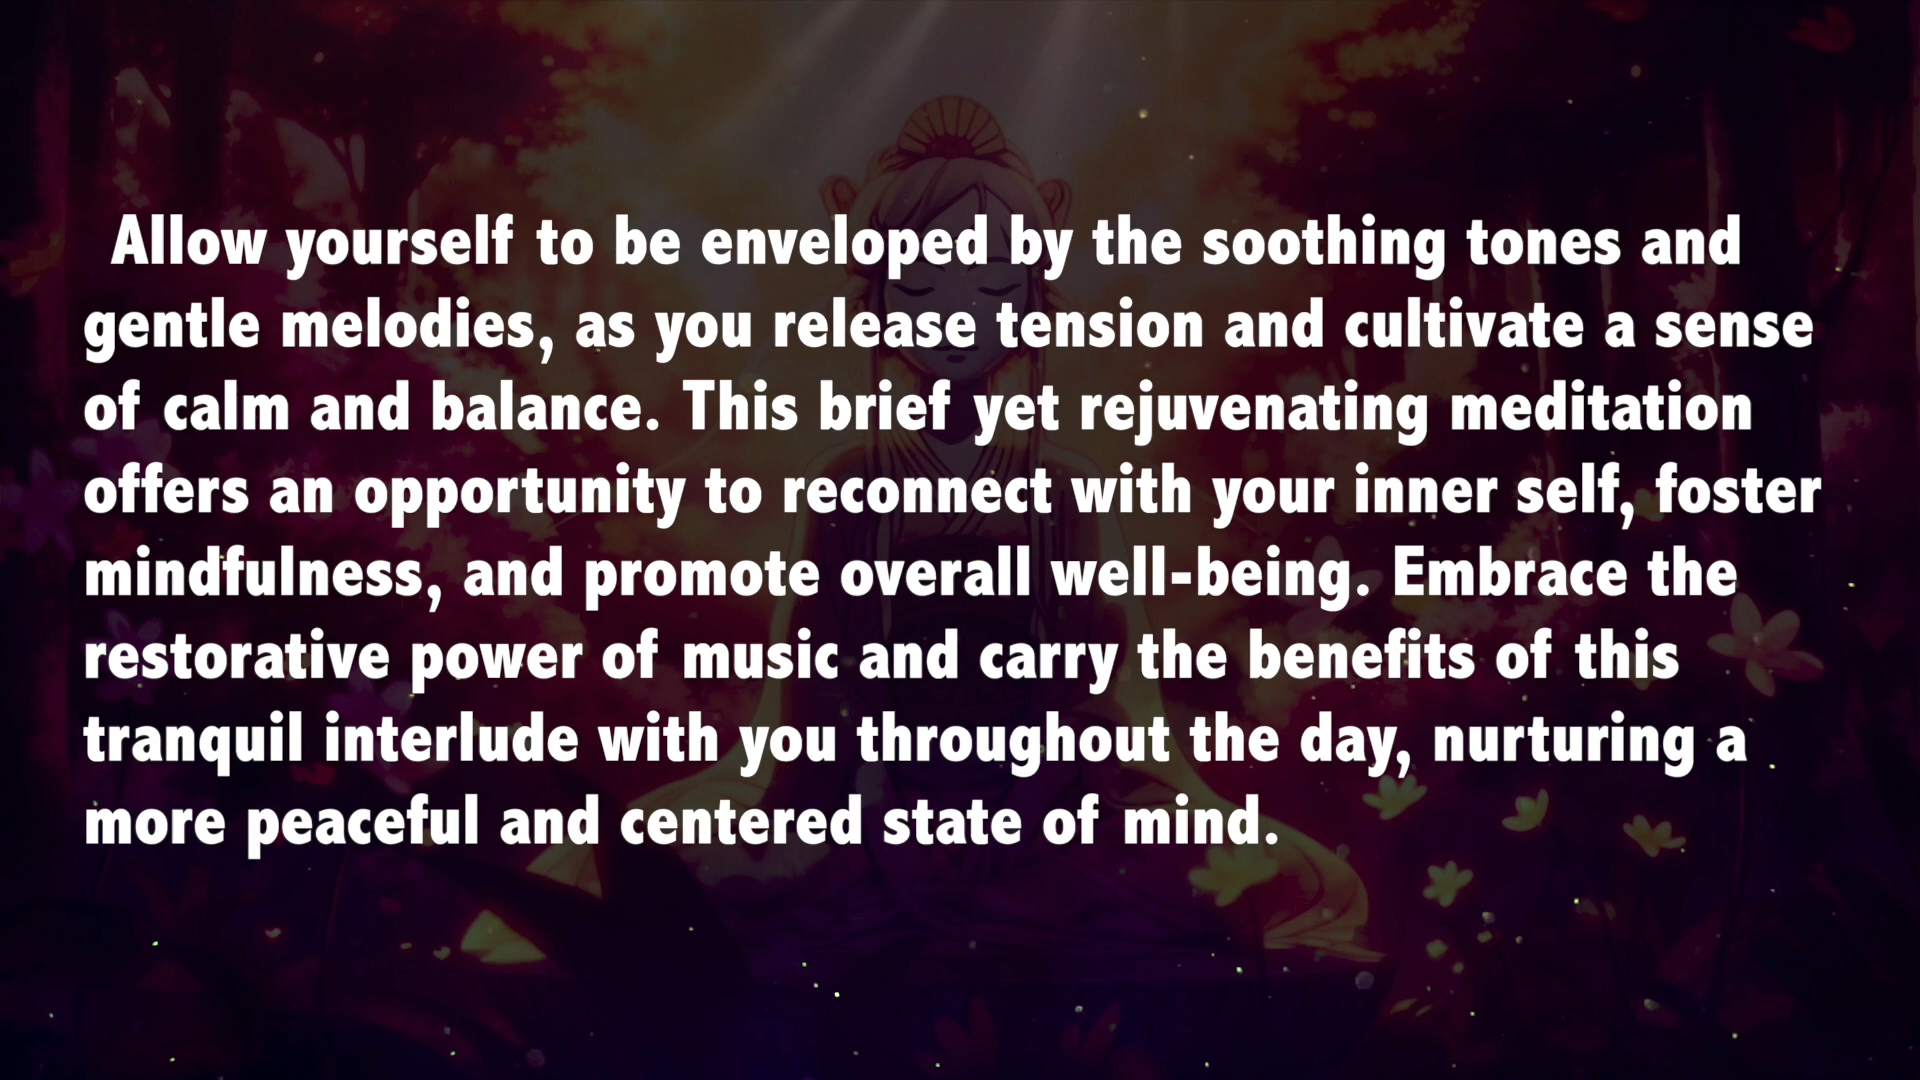 Allow yourself to be enveloped by the soothing tones and
gentle melodies, as you release tension and cultivate a sense
of calm and balance. This brief yet rejuvenating meditation
offers an opportunity to reconnect with your inner self, foster
mindfulness, and promote overall well-being. Embrace the
restorative power of music and carry the benefits of this
tranquil interlude with you throughout the day, nurturing a
more peaceful and centered state of mind.